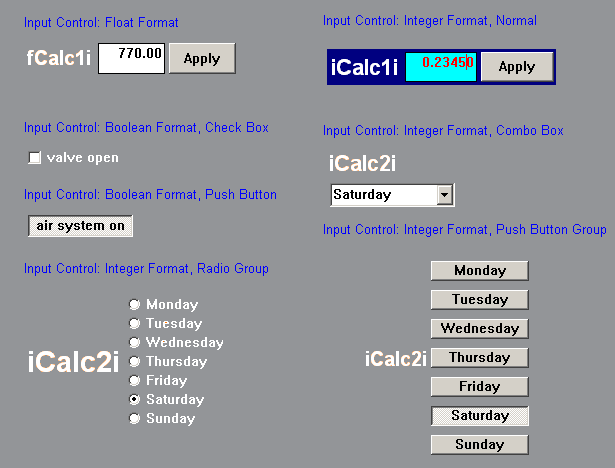 Input Control: Float Format
fCalc1i 770.00 Apply
Input Control: Boolean Format, Check Box
valve open
Input Control: Boolean Format, Push Button
air system on
Input Control: Integer Format, Radio Group
iCalc2i
Monday
Tuesday
Wednesday
Thursday
Friday
Saturday
Sunday
Input Control: Integer Format, Normal
iCalc1i 0.23450 Apply
Input Control: Integer Format, Combo Box
iCalc2i
Saturday
Input Control: Integer Format, Push Button Group
iCalc2i
Monday
Tuesday
Wednesday
Thursday
Friday
Saturday
Sunday